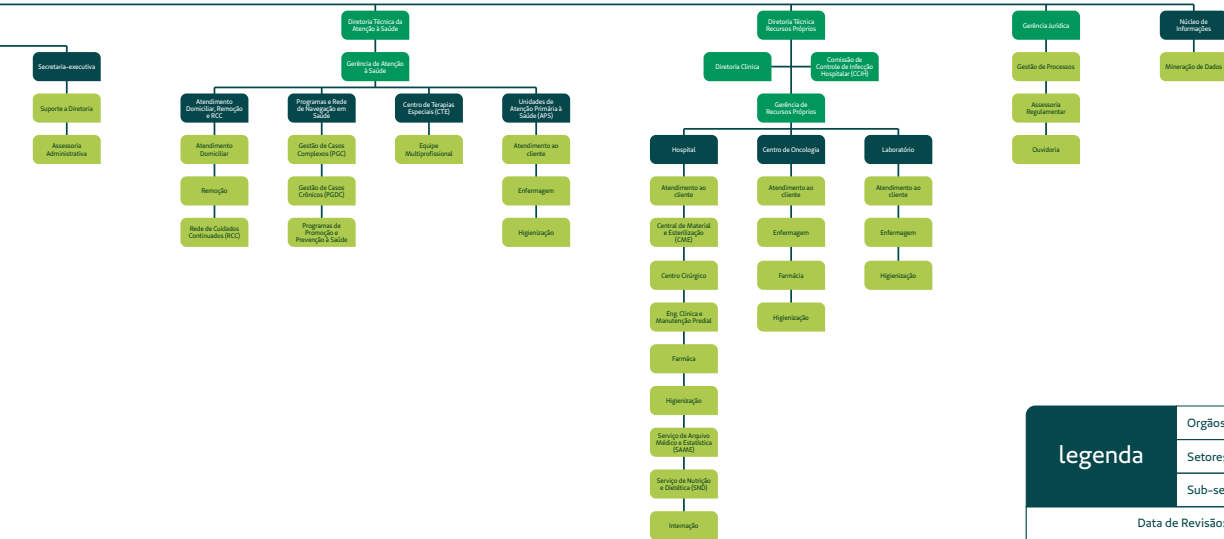 Diretoria Técnica da
Atenção à Saúde
Diretoria Técnica
Recursos Próprios
Gerência Jurídica
Núcleo de
Informações
Secretaria-executiva
Gerência de Atenção
à Saúde
Diretoria Clínica
Comissão de
Controle de Infecção
Hospitalar (CCIH)
Gestão de Processos
Mineração de Dados
Suporte a Diretoria
Atendimento
Domiciliar, Remoção
e RCC
Programas e Rede
de Navegação em
Saúde
Centro de Terapias
Especiais (CTE)
Unidades de
Atenção Primária à
Saúde (APS)
Gerência de
Recursos Próprios
Assessoria
Regulamentar
Assessoria
Administrativa
Atendimento
Domiciliar
Gestão de Casos
Complexos (PGC)
Equipe
Multiprofissional
Atendimento ao
cliente
Hospital
Centro de Oncologia
Laboratório
Ouvidoria
Remoção
Gestão de Casos
Crônicos (PGDC)
Enfermagem
Atendimento ao
cliente
Atendimento ao
cliente
Atendimento ao
cliente
Rede de Cuidados
Continuados (RCC)
Programas de
Promoção e
Prevenção à Saúde
Higienização
Central de Material
e Esterilização
(CME)
Enfermagem
Enfermagem
Centro Cirúrgico
Farmácia
Higienização
Eng. Clínica e
Manutenção Predial
Higienização
Farmáca
Higienização
Serviço de Arquivo
Médico e Estatística
(SAME)
Serviço de Nutrição
e Dietética (SND)
Internação
legenda
Orgãos
Setores
Sub-se
Data de Revisão: